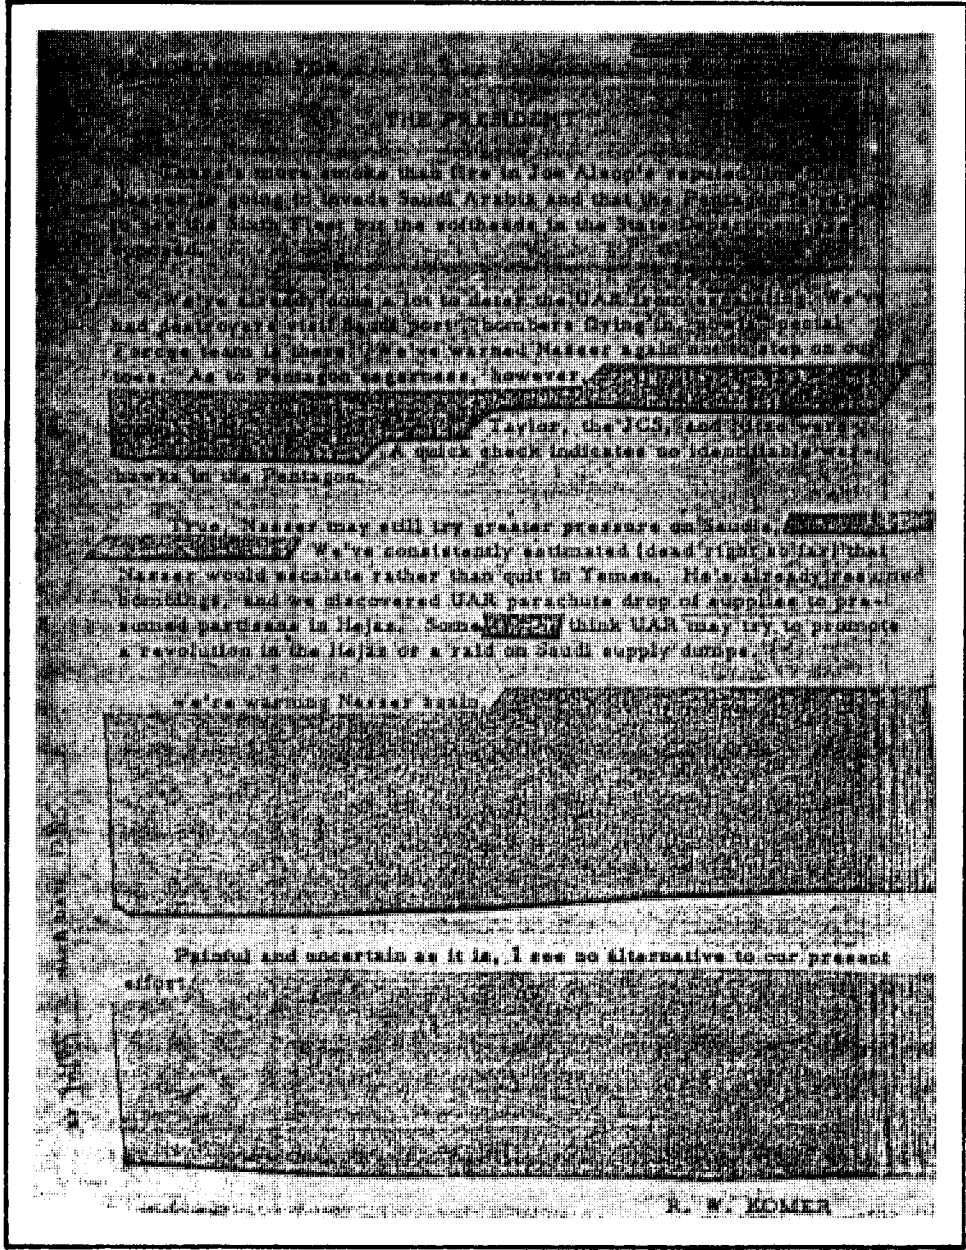 THE PRESIDENT
There's more smoke than fire in Joe Alsop's
Nasser is going to invade Saudi Arabia and that the Pentagon
the Sixth Fleet but the softheads in the State
We've already done a lot to deter the UAR from escalating. We've
had destroyers visit Saudi port, bombers flying in, Special
Forces team is there. We've warned Nasser again not to step on our
toes. As to Pentagon eagerness, however,
Taylor, the JCS, and
A quick check indicates no identifiable war-
hawks in the Pentagon.
True, Nasser may still try greater pressure on Saudis,
We've consistently estimated (dead right so far) that
Nasser would escalate rather than quit in Yemen. He's already resumed
bombings, and we discovered UAR parachute drop of supplies to pre-
sumed partisans in Hejaz. Some think UAR may try to promote
a revolution in the Hejaz or a raid on Saudi supply dumps.
We're warning Nasser again
Painful and uncertain as it is, I see no alternative to our present
effort
R. W. KOMER